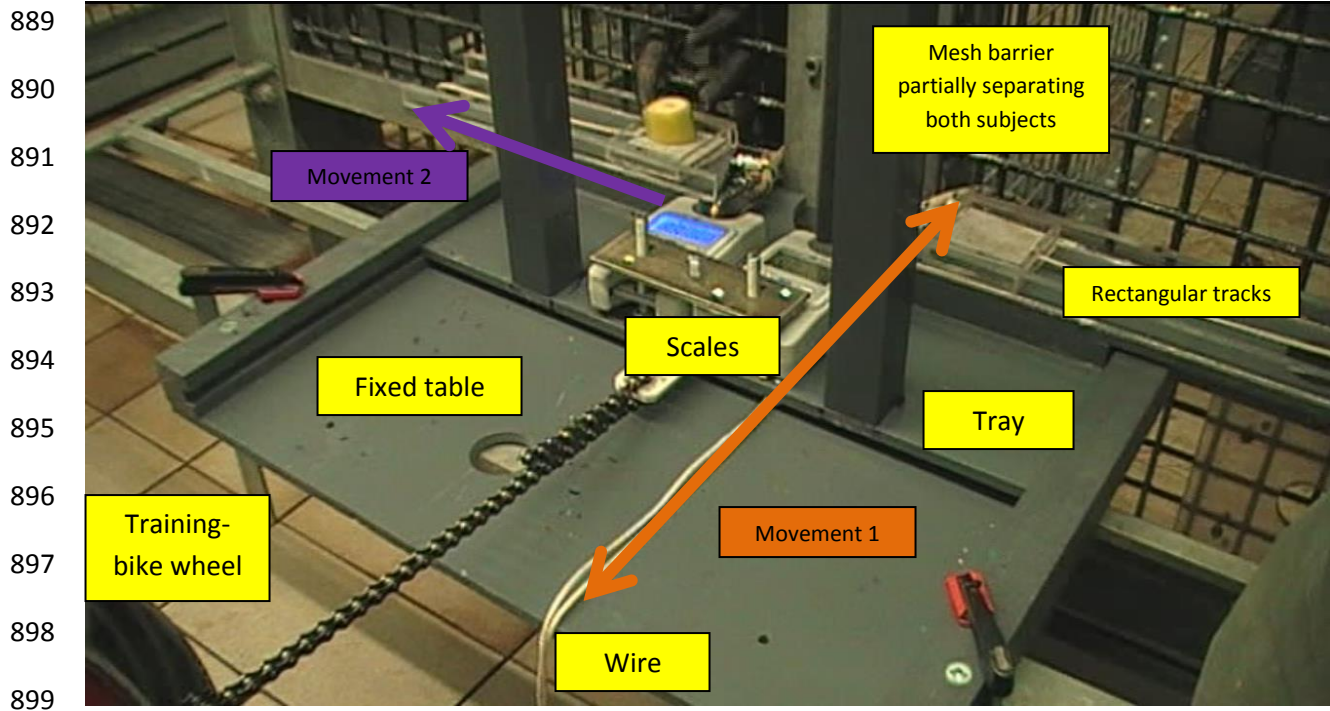 889
Mesh barrier
partially separating
both subjects
890
891
Movement 2
892
893
Rectangular tracks
Scales
894
Fixed table
Tray
895
896
Training-
bike wheel
Movement 1
897
898
Wire
899